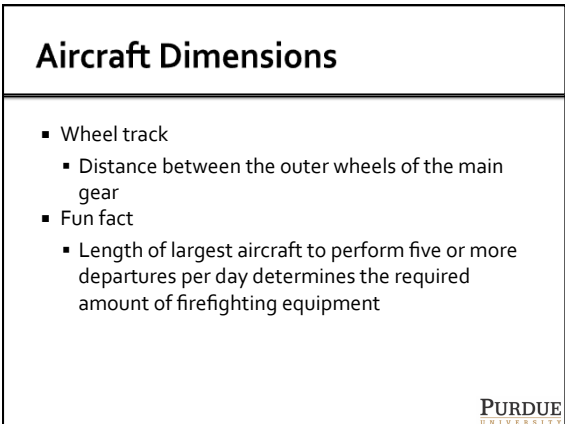 Aircraft Dimensions
▪ Wheel track
▪ Distance between the outer wheels of the main
gear
▪ Fun fact
▪ Length of largest aircraft to perform five or more
departures per day determines the required
amount of firefighting equipment
PURDUE
UNIVERSITY